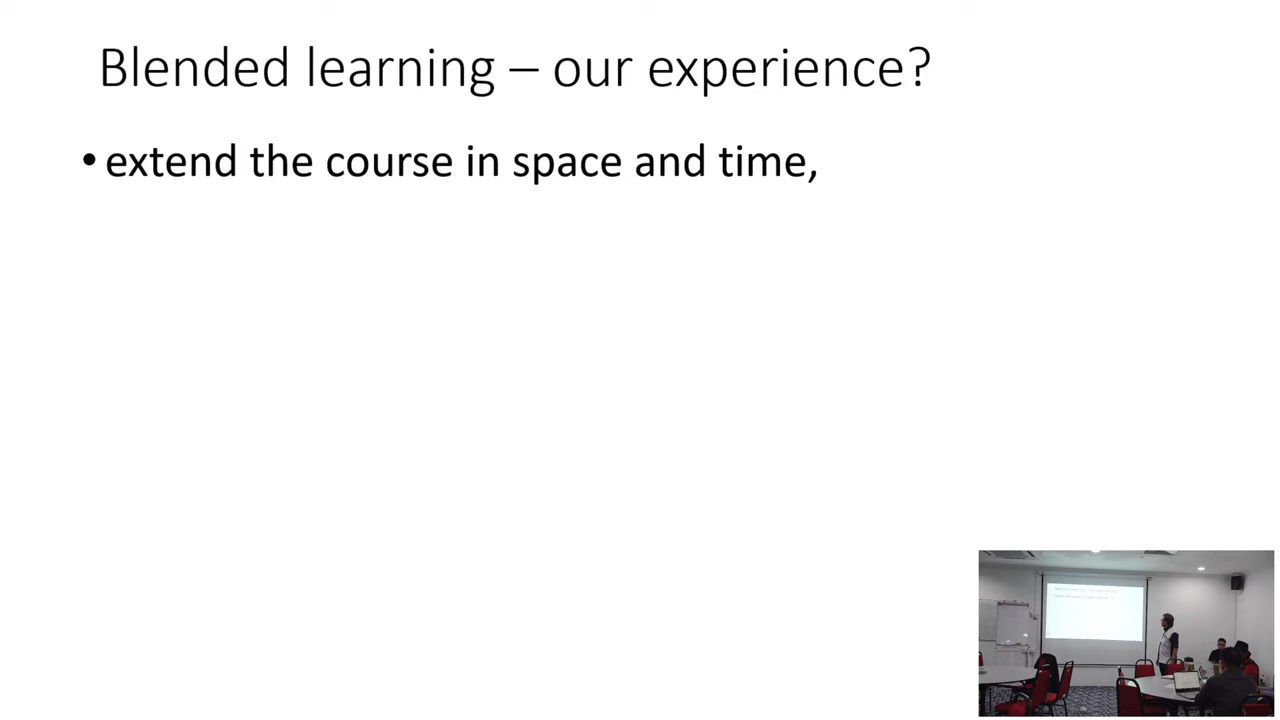 Blended learning – our experience?
• extend the course in space and time,